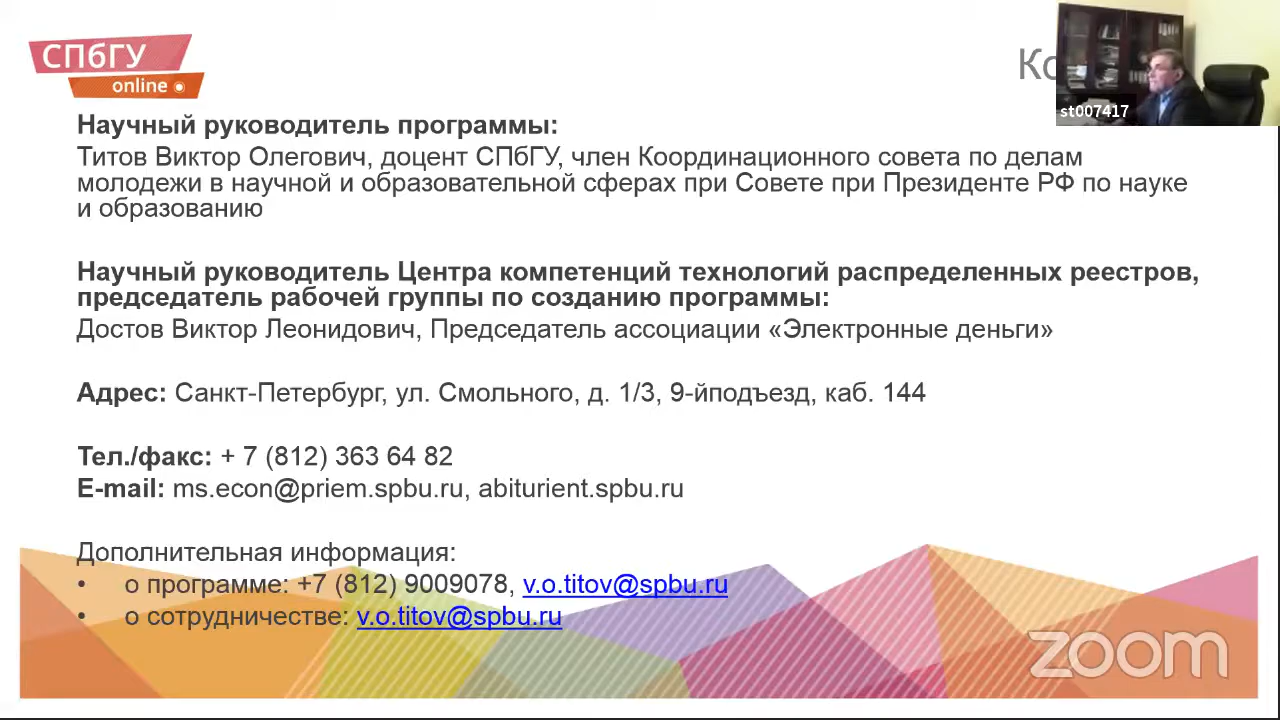 СПбГУ
online
st007417
Научный руководитель программы:
Титов Виктор Олегович, доцент СПбГУ, член Координационного совета по делам
молодежи в научной и образовательной сферах при Совете при Президенте РФ по науке
и образованию
Научный руководитель Центра компетенций технологий распределенных реестров,
председатель рабочей группы по созданию программы:
Достов Виктор Леонидович, Председатель ассоциации «Электронные деньги»
Адрес: Санкт-Петербург, ул. Смольного, д. 1/3, 9-йподъезд, каб. 144
Тел./факс: + 7 (812) 363 64 82
E-mail: ms.econ@priem.spbu.ru, abiturient.spbu.ru
Дополнительная информация:
• о программе: +7 (812) 9009078, v.o.titov@spbu.ru
• о сотрудничестве: v.o.titov@spbu.ru
zoom